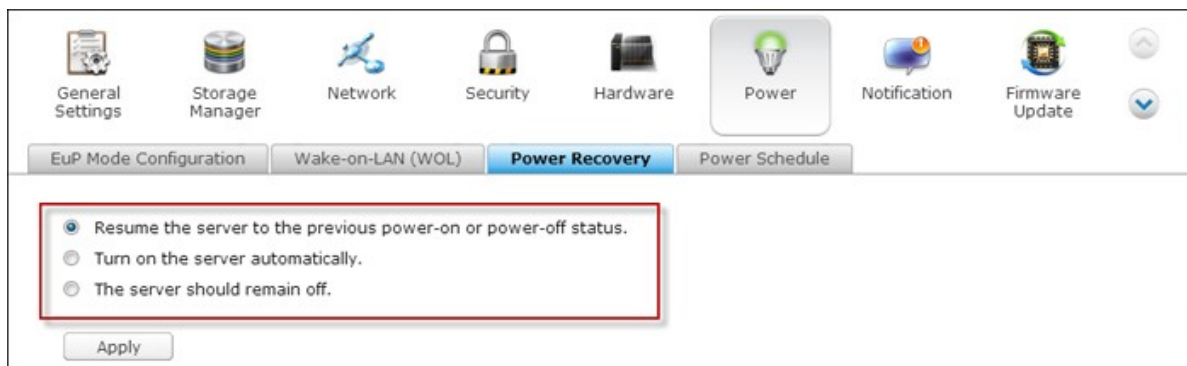 General Settings
Storage Manager
Network
Security
Hardware
Power
Notification
1
Firmware Update
EuP Mode Configuration
Wake-on-LAN (WOL)
Power Recovery
Power Schedule
Resume the server to the previous power-on or power-off status.
Turn on the server automatically.
The server should remain off.
Apply